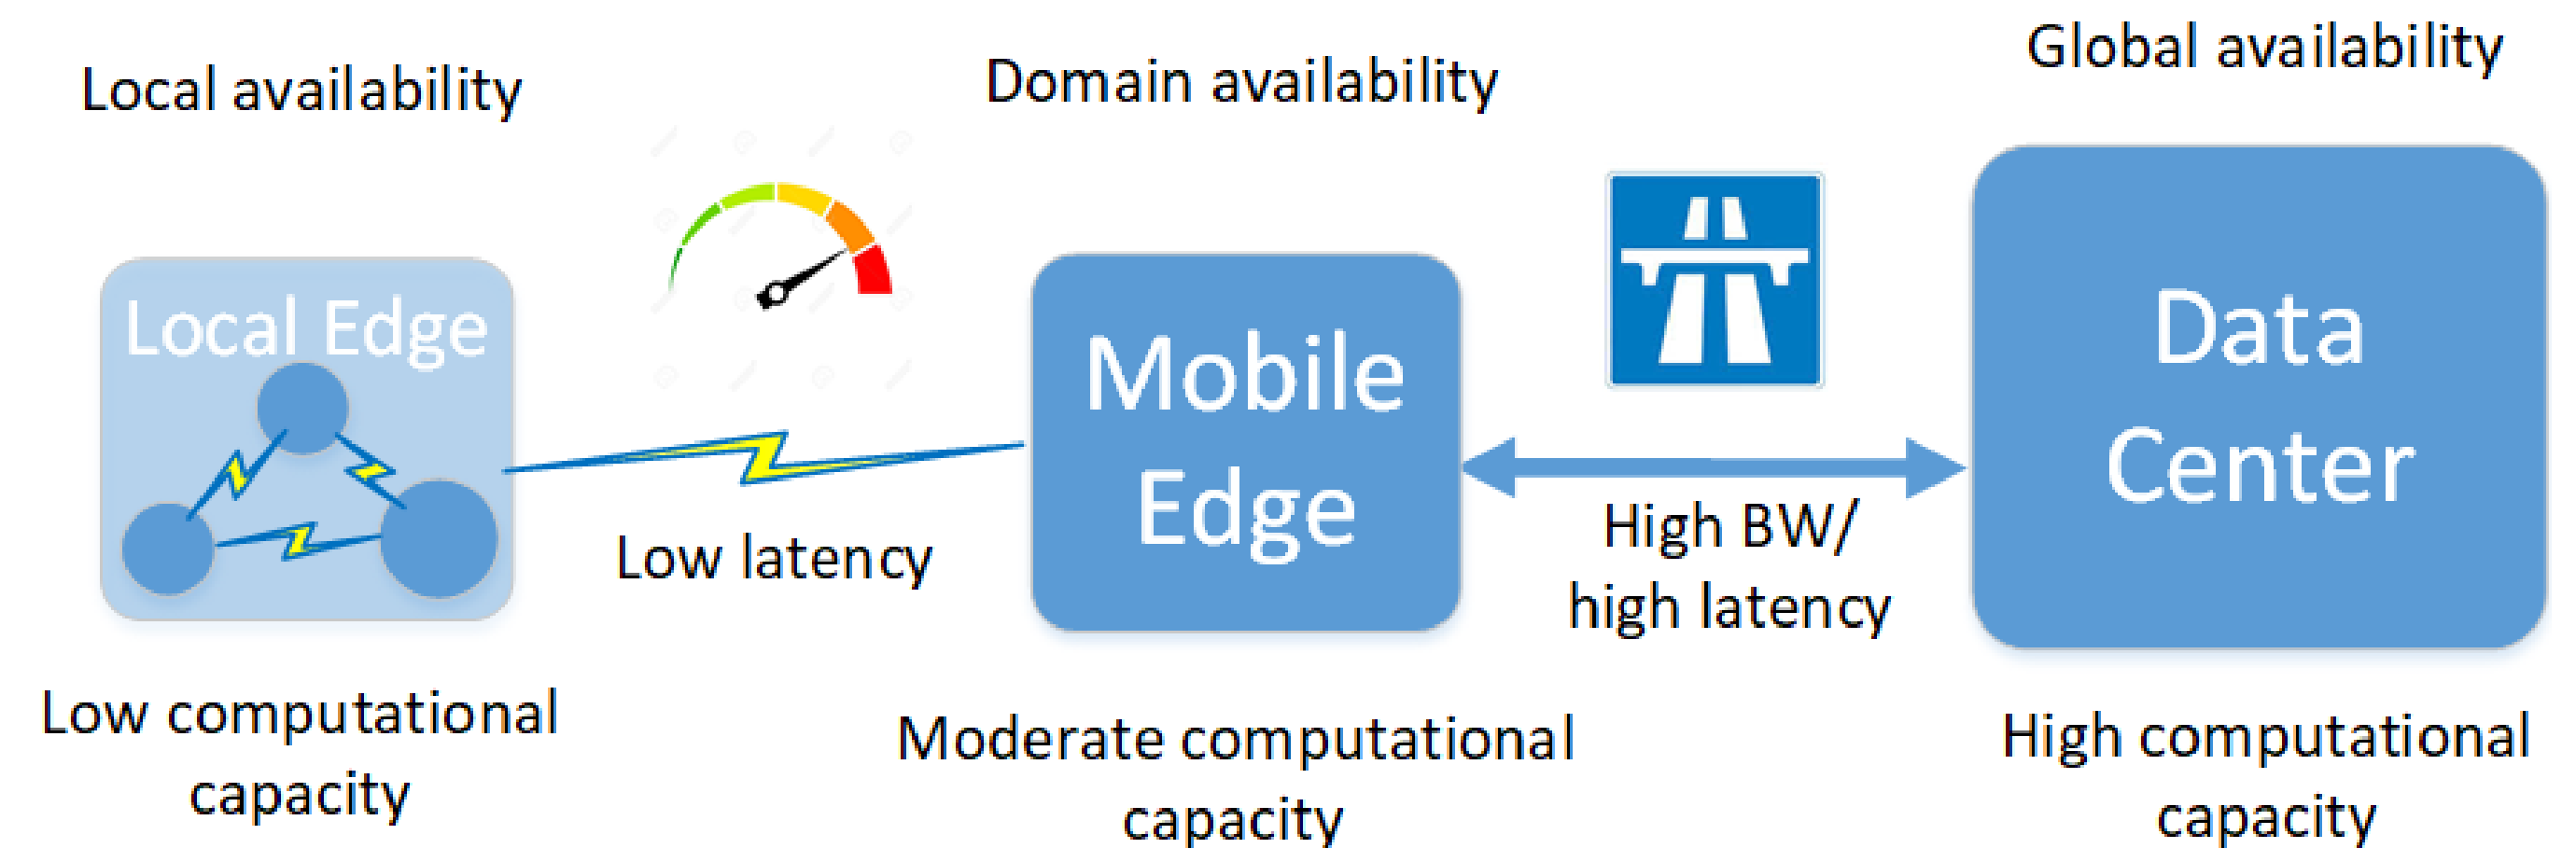 Local availability
Domain availability
Global availability
Local Edge
Mobile
Edge
Data
Center
Low latency
High BW/
high latency
Low computational
capacity
Moderate computational
capacity
High computational
capacity